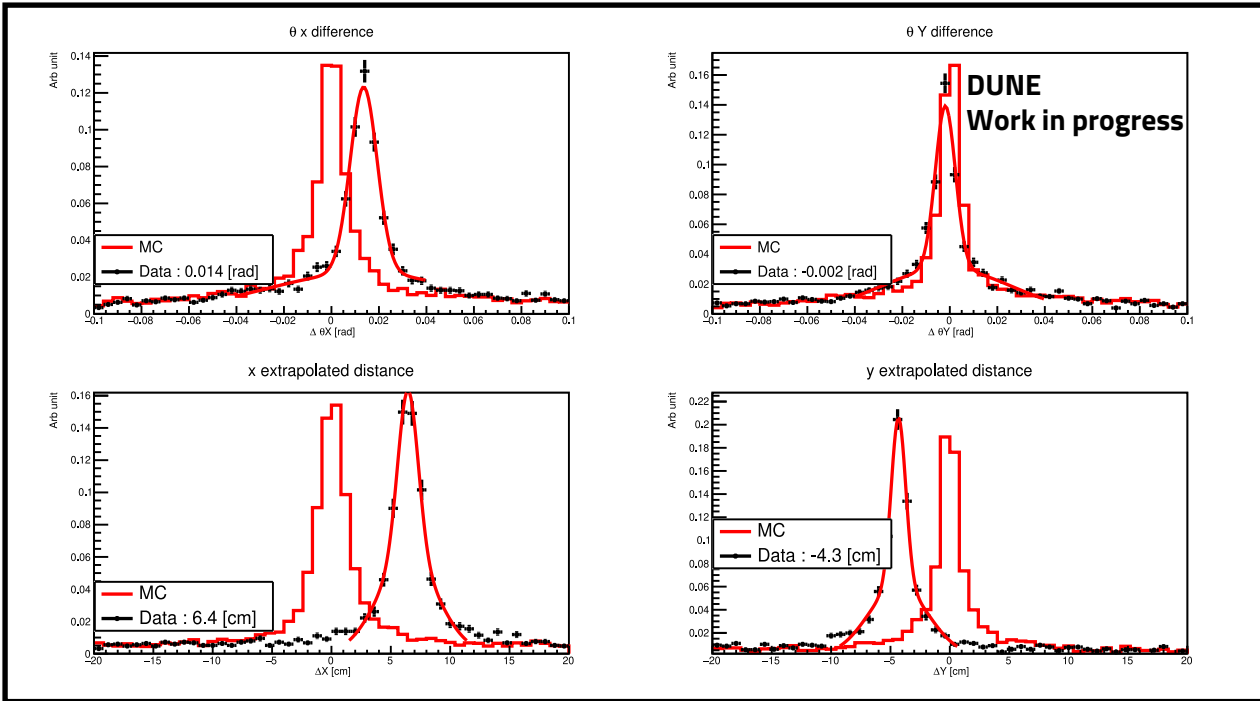 θ x difference
Arb unit
0.14
0.12
0.1
0.08
0.06
0.04
0.02
0
MC
Data : 0.014 [rad]
−0.1 −0.08 −0.06 −0.04 −0.02 0 0.02 0.04 0.06 0.08 0.1
Δ θX [rad]
θ Y difference
Arb unit
DUNE
Work in progress
0.16
0.14
0.12
0.1
0.08
0.06
0.04
0.02
0
MC
Data : -0.002 [rad]
−0.1 −0.08 −0.06 −0.04 −0.02 0 0.02 0.04 0.06 0.08 0.1
Δ θY [rad]
x extrapolated distance
Arb unit
0.16
0.14
0.12
0.1
0.08
0.06
0.04
0.02
0
MC
Data : 6.4 [cm]
−20 −15 −10 −5 0 5 10 15 20
ΔX [cm]
y extrapolated distance
Arb unit
0.22
0.2
0.18
0.16
0.14
0.12
0.1
0.08
0.06
0.04
0.02
MC
Data : -4.3 [cm]
−20 −15 −10 −5 0 5 10 15 20
ΔY [cm]